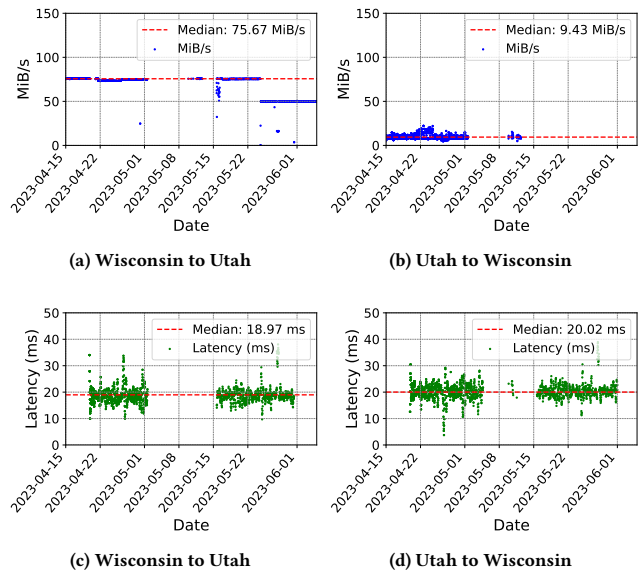 150
100
50
0
MiB/s
Median: 75.67 MiB/s
MiB/s
2023-04-15
2023-04-22
2023-05-01
2023-05-08
2023-05-15
2023-05-22
2023-06-01
Date
(a) Wisconsin to Utah
150
100
50
0
MiB/s
Median: 9.43 MiB/s
MiB/s
2023-04-15
2023-04-22
2023-05-01
2023-05-08
2023-05-15
2023-05-22
2023-06-01
Date
(b) Utah to Wisconsin
50
40
30
20
10
0
Latency (ms)
Median: 18.97 ms
Latency (ms)
2023-04-15
2023-04-22
2023-05-01
2023-05-08
2023-05-15
2023-05-22
2023-06-01
Date
(c) Wisconsin to Utah
50
40
30
20
10
0
Latency (ms)
Median: 20.02 ms
Latency (ms)
2023-04-15
2023-04-22
2023-05-01
2023-05-08
2023-05-15
2023-05-22
2023-06-01
Date
(d) Utah to Wisconsin